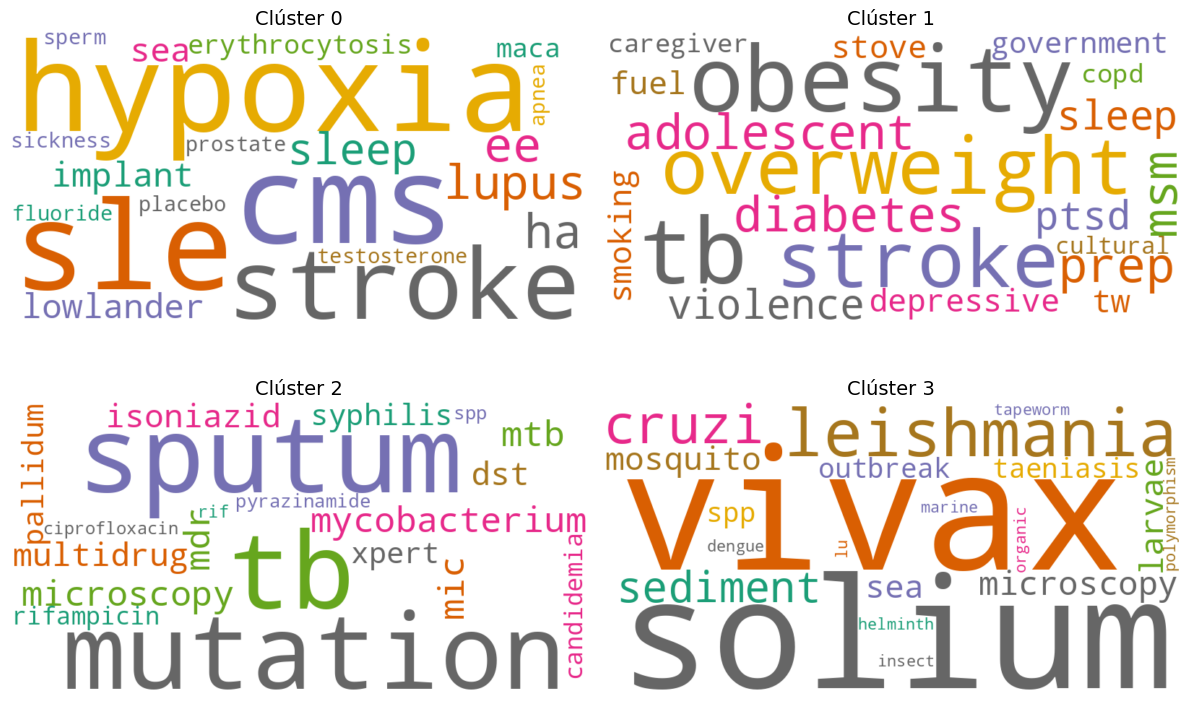 Clúster 0
sperm
sea
erythrocytosis
maca
hypoxia
apnea
sickness
prostate
sleep
ee
implant
cms
lupus
fluoride
placebo
sle
ha
testosterone
stroke
lowlander
Clúster 1
caregiver
stove
government
fuel
obesity
copd
sleep
adolescent
overweight
msm
smoking
diabetes
ptsd
tb
stroke
cultural
prep
violence
depressive
tw
Clúster 2
isoniazid
syphilis
spp
pallidum
sputum
mtb
dst
pyrazinamide
rif
ciprofloxacin
mdr
mycobacterium
multidrug
tb
xpert
mic
candidemia
microscopy
rifampicin
mutation
Clúster 3
tapeworm
cruzi
leishmania
mosquito
outbreak
taeniasis
larvae
polymorphism
vivax
spp
marine
organic
dengue
lu
sediment
sea
microscopy
solium
helminth
insect